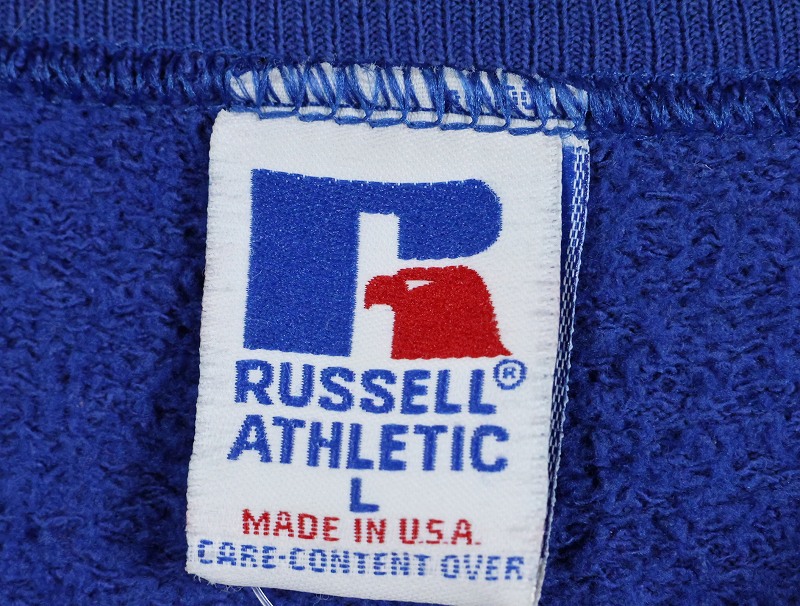 RUSSELL®
ATHLETIC
L
MADE IN U.S.A.
CARE-CONTENT OVER